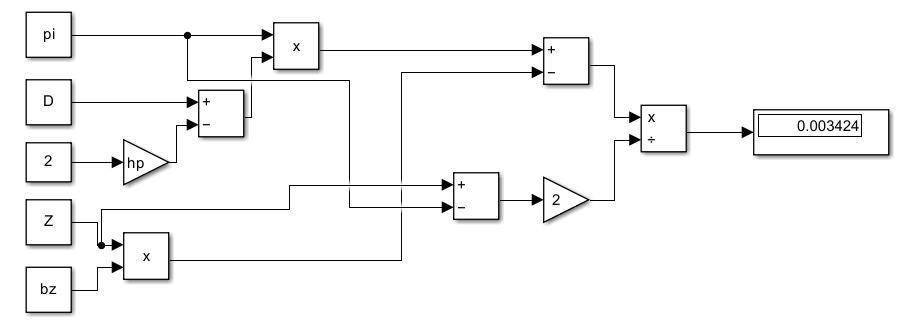 pi
x
+
−
D
+
−
x
÷
0.003424
2
hp
+
−
2
Z
x
bz